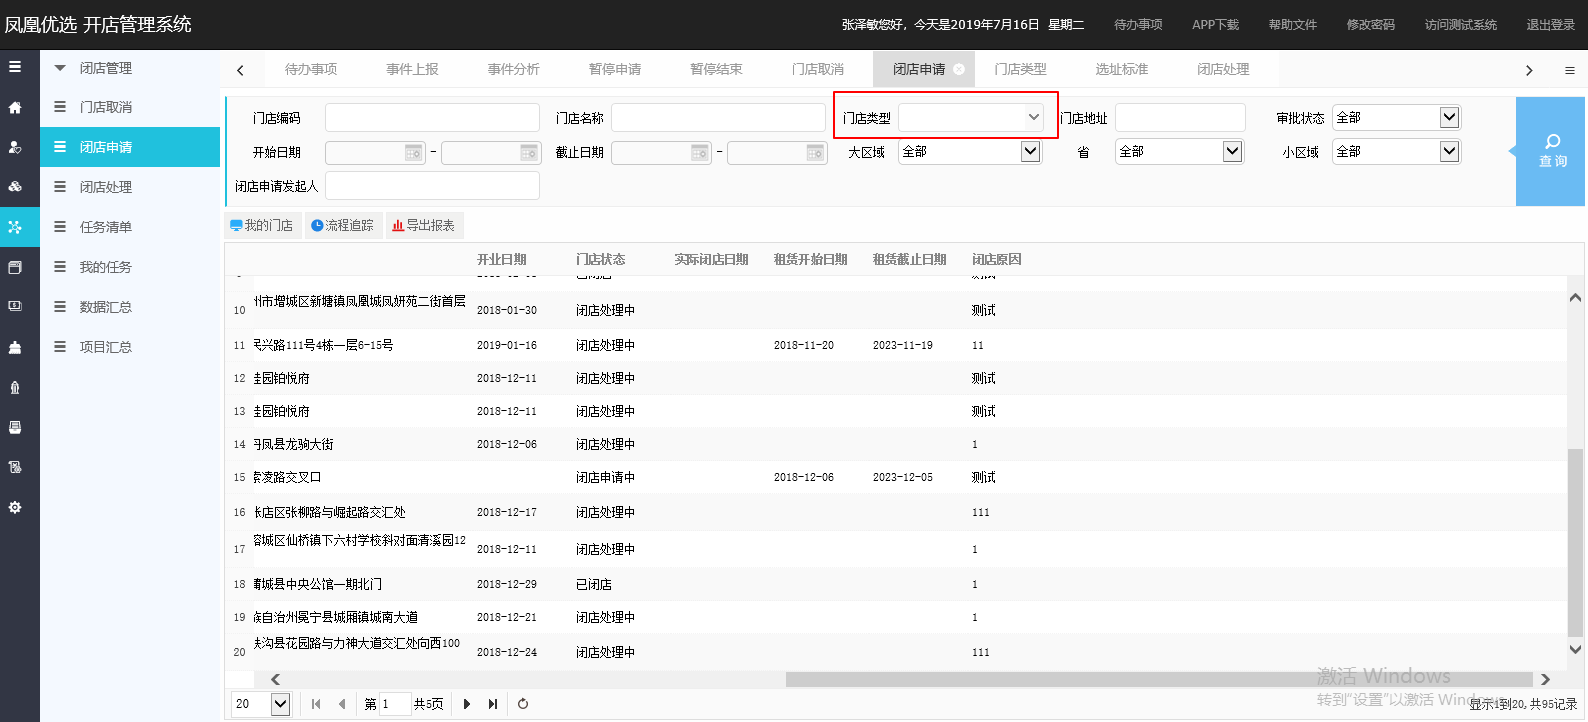 凤凰优选 开店管理系统
张泽敏您好，今天是2019年7月16日 星期二 待办事项 APP下载 帮助文件 修改密码 访问测试系统 退出登录
闭店管理
门店取消
闭店申请
闭店处理
任务清单
我的任务
数据汇总
项目汇总
待办事项 事件上报 事件分析 暂停申请 暂停结束 门店取消 闭店申请 门店类型 选址标准 闭店处理
门店编码 门店名称 门店类型 门店地址 审批状态 全部
开始日期 - 截止日期 - 大区域 全部 省 全部 小区域 全部
闭店申请发起人
查 询
我的门店 流程追踪 导出报表
开业日期 门店状态 实际闭店日期 租赁开始日期 租赁截止日期 闭店原因
10 州市增城区新塘镇凤凰城凤妍苑二街首层 2018-01-30 闭店处理中 测试
11 民兴路111号4栋一层6-15号 2019-01-16 闭店处理中 2018-11-20 2023-11-19 11
12 桂园铂悦府 2018-12-11 闭店处理中 测试
13 桂园铂悦府 2018-12-11 闭店处理中 测试
14 丹凤县龙驹大街 2018-12-06 闭店处理中 1
15 索凌路交叉口 闭店申请中 2018-12-06 2023-12-05 测试
16 张店区张柳路与崛起路交汇处 2018-12-17 闭店处理中 111
17 榕城区仙桥镇下六村学校斜对面清溪园12 2018-12-11 闭店处理中 1
18 蒲城县中央公馆一期北门 2018-12-29 已闭店 1
19 族自治州冕宁县城厢镇城南大道 2018-12-21 闭店处理中 1
20 扶沟县花园路与力神大道交汇处向西100 2018-12-24 闭店处理中 111
激活 Windows
转到"设置"以激活 Windows
20 第 1 共5页 显示1到20,共95记录